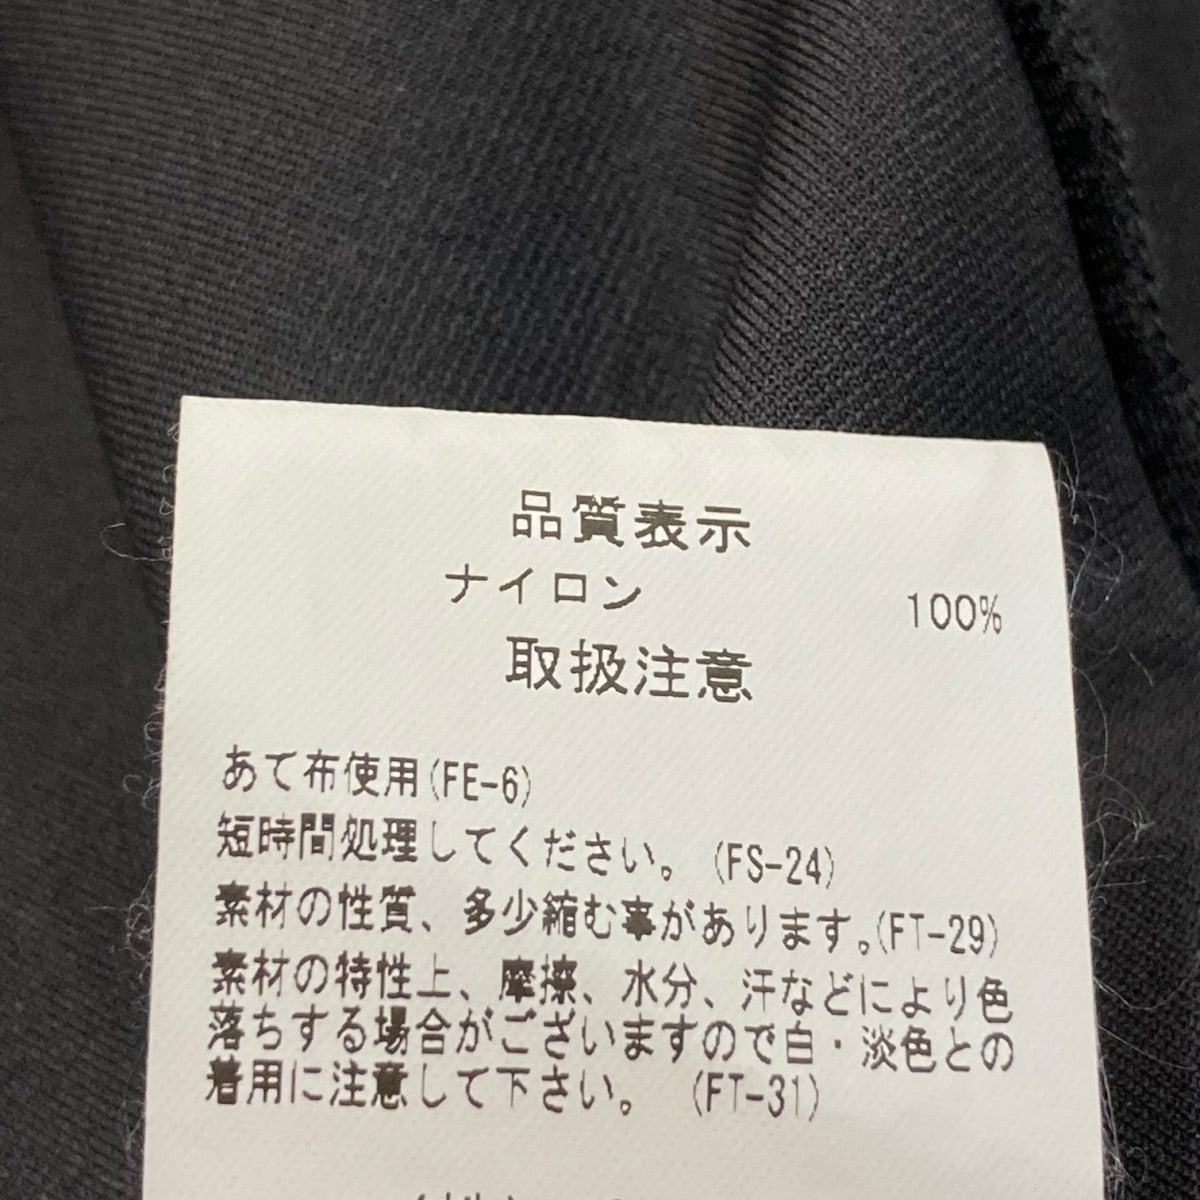 品質表示
ナイロン 100%
取扱注意
あて布使用(FE-6)
短時間処理してください。(FS-24)
素材の性質、多少縮む事があります。(FT-29)
素材の特性上、摩擦、水分、汗などにより色
落ちする場合がございますので白・淡色との
着用に注意して下さい。 (FT-31)